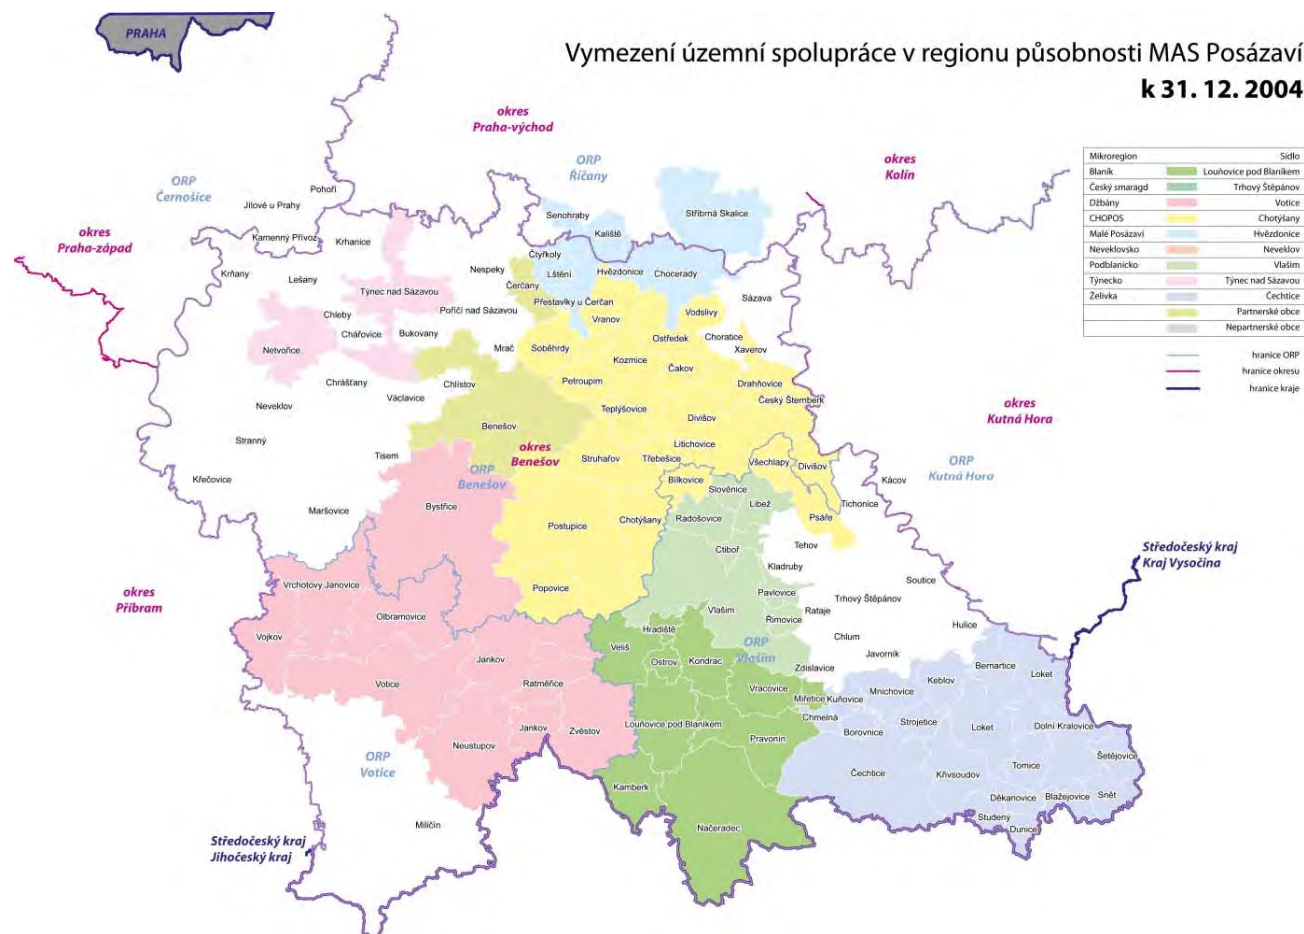 PRAHA
Vymezení územní spolupráce v regionu působnosti MAS Posázaví
k 31. 12. 2004
okres
Praha-východ
ORP
Říčany
okres
Kolín
ORP
Černošice
okres
Praha-západ
Mikroregion Sídlo
Blaník Louňovice pod Blaníkem
Český smaragd Trhový Štěpánov
Džbány Votice
CHOPOS Chotýšany
Malé Posázaví Hvězdonice
Neveklovsko Neveklov
Podblanicko Vlašim
Týnecko Týnec nad Sázavou
Želivka Čechtice
Partnerské obce
Nepartnerské obce
hranice ORP
hranice okresu
hranice kraje
Pohoří
Jílové u Prahy
Kamenný Přívoz
Krhanice
Krňany
Lešany
Týnec nad Sázavou
Chleby
Chářovice
Bukovany
Netvořice
Chrášťany
Václavice
Chlístov
Neveklov
Stranný
Tisem
Křečovice
Maršovice
Senohraby
Kaliště
Stříbrná Skalice
Čtyřkoly
Lštění
Hvězdonice
Chocerady
Nespeky
Čerčany
Přestavlky u Čerčan
Poříčí nad Sázavou
Vranov
Vodslivy
Sázava
Mrač
Soběhrdy
Ostředek
Choratice
Xaverov
Kozmice
Čakov
Petroupim
Drahňovice
Český Šternberk
Teplýšovice
Divišov
Benešov
okres
Benešov
ORP
Benešov
Litichovice
Struhařov
Třebešice
Všechlapy
Divišov
Bílkovice
Slověnice
Libež
Psáře
Tichonice
Kácov
okres
Kutná Hora
ORP
Kutná Hora
Bystřice
Postupice
Chotýšany
Radošovice
Ctiboř
Tehov
Kladruby
Popovice
Vlašim
Pavlovice
Římovice
Rataje
Trhový Štěpánov
Soutice
Chlum
Javorník
Hulice
Středočeský kraj
Kraj Vysočina
okres
Příbram
Vrchotovy Janovice
Olbramovice
Vojkov
Jankov
Votice
Ratměřice
Jankov
Zvěstov
Neustupov
ORP
Votice
Miličín
Středočeský kraj
Jihočeský kraj
Hradiště
Veliš
Ostrov
Kondrac
ORP
Vlašim
Zdislavice
Vracovice
Miřetice
Kuňovice
Louňovice pod Blaníkem
Pravonín
Kamberk
Načeradec
Chmelná
Mnichovice
Keblov
Bernartice
Loket
Borovnice
Strojetice
Loket
Dolní Kralovice
Šetějovice
Čechtice
Křivsoudov
Tomice
Děkanovice
Blažejovice
Snět
Studený
Dunice